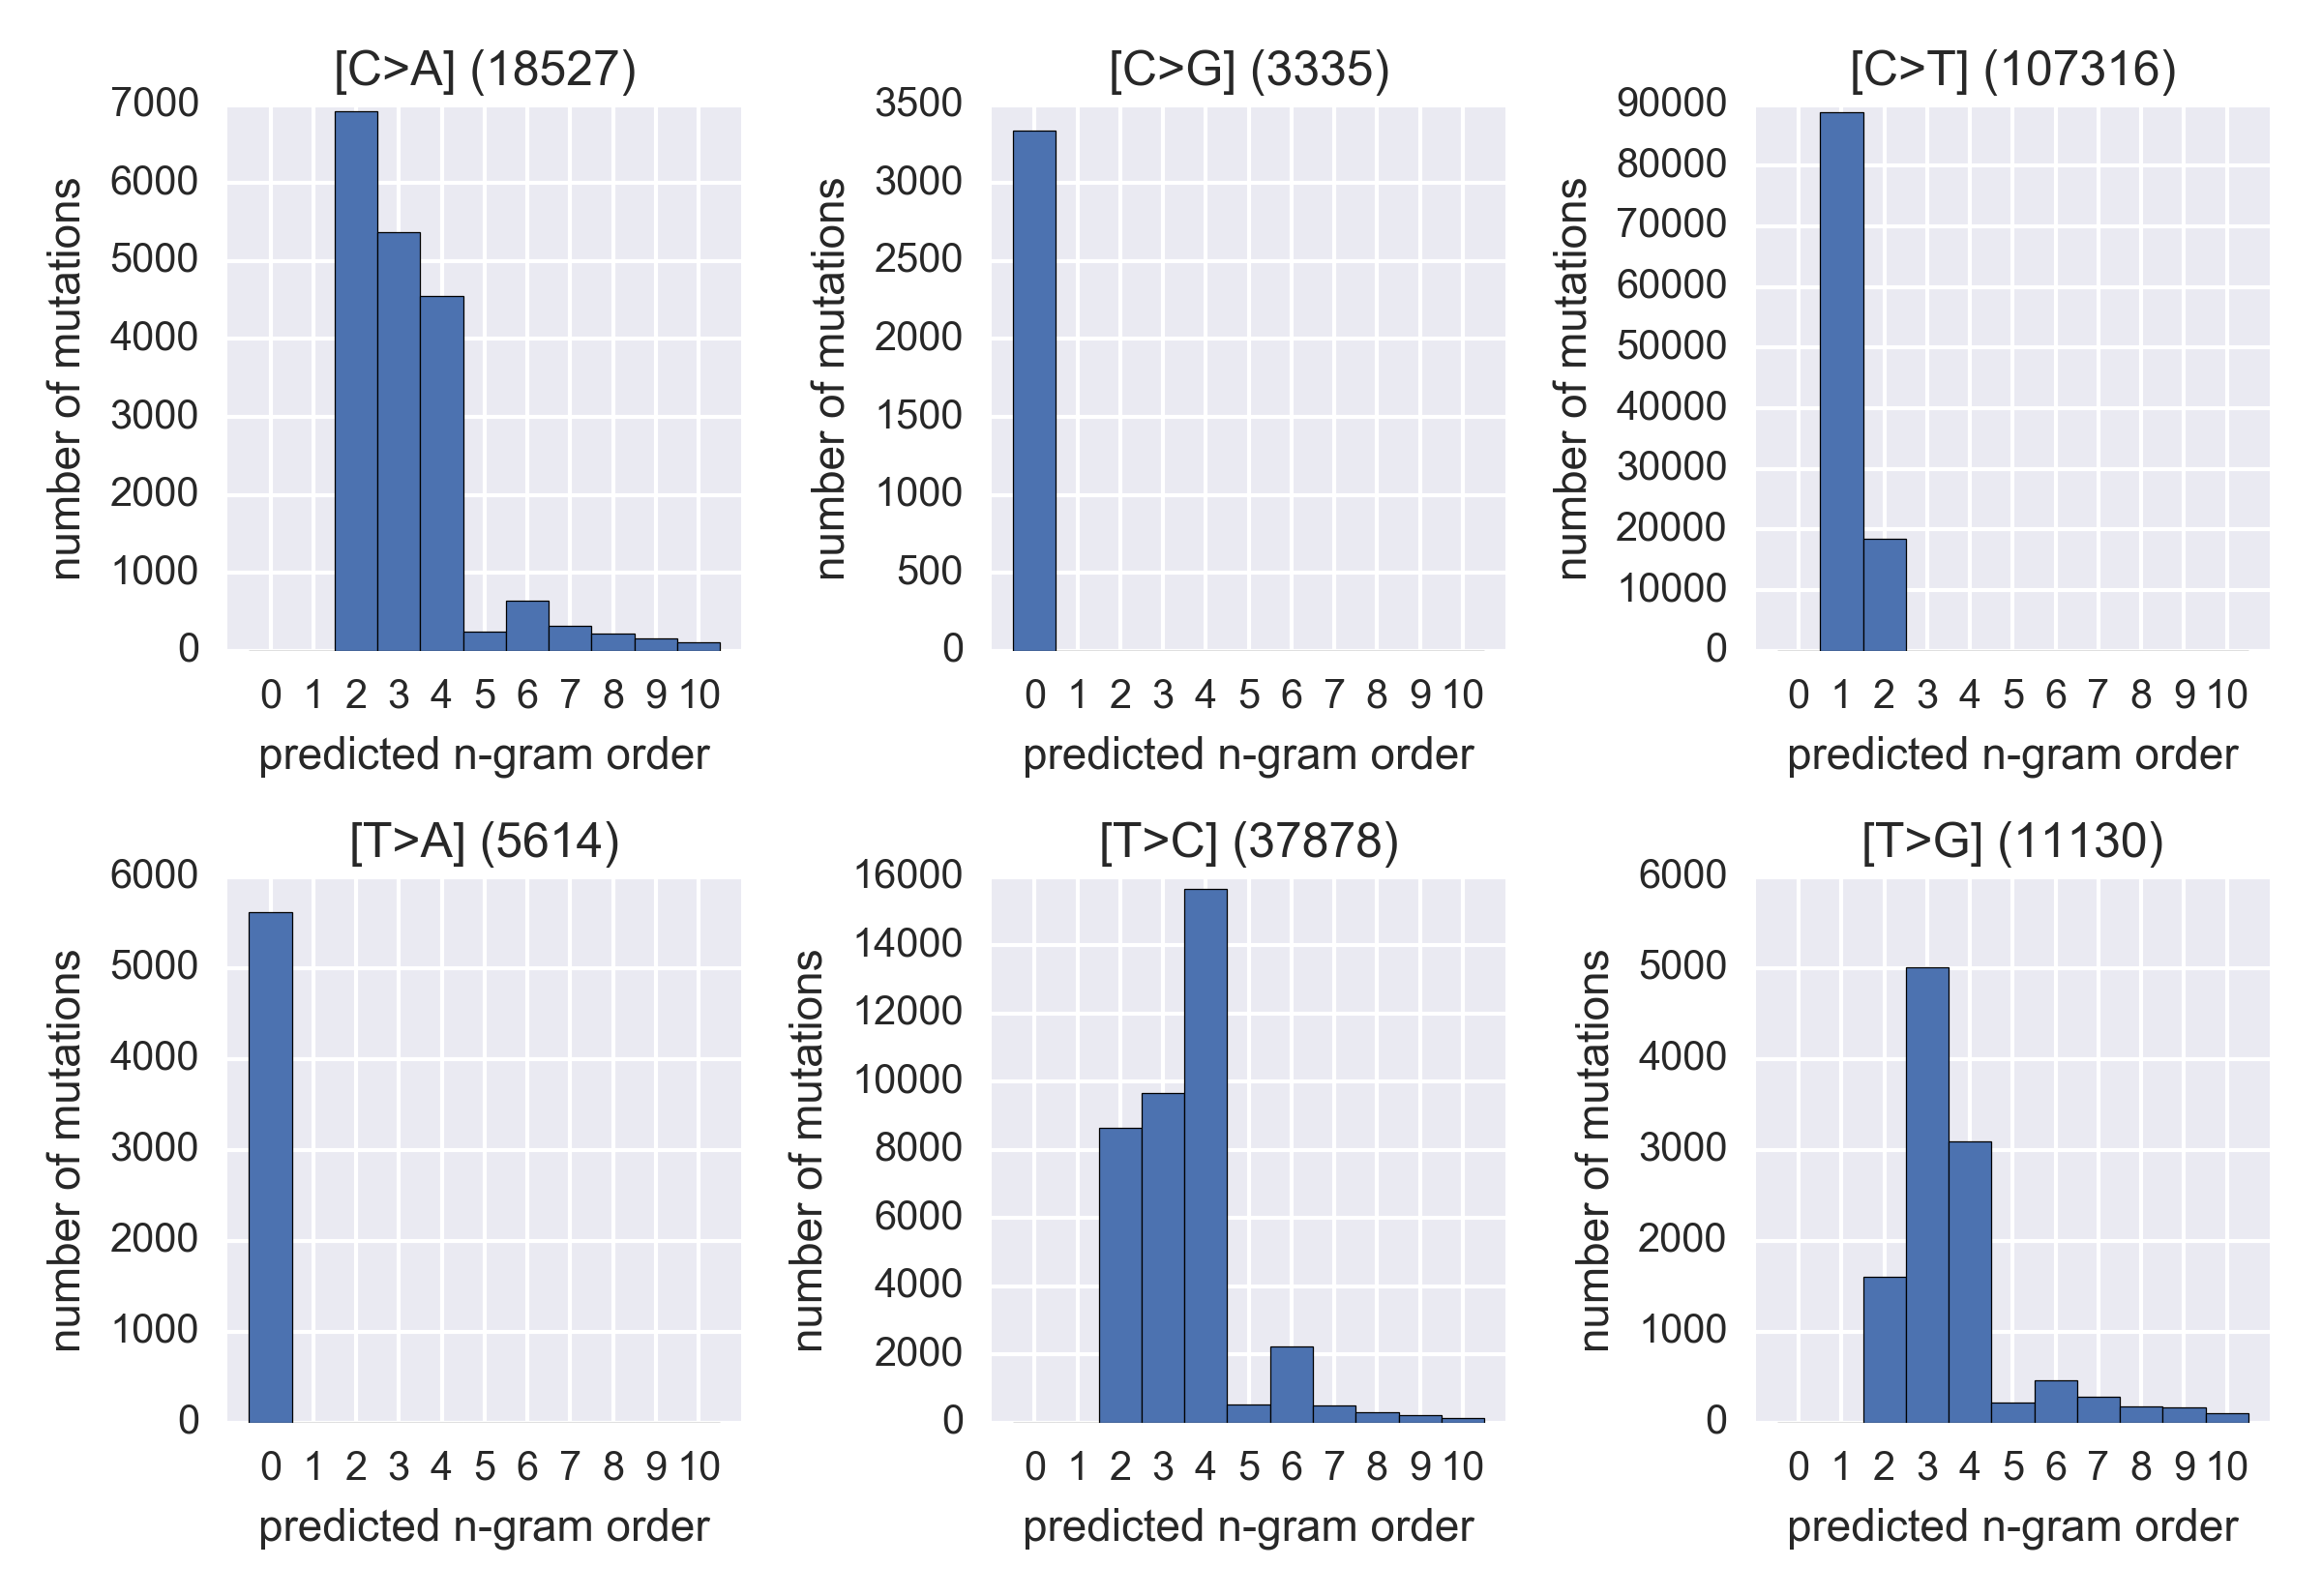 [C>A] (18527)
7000
6000
5000
4000
3000
2000
1000
0
number of mutations
0 1 2 3 4 5 6 7 8 9 10
predicted n-gram order
[C>G] (3335)
3500
3000
2500
2000
1500
1000
500
0
number of mutations
0 1 2 3 4 5 6 7 8 9 10
predicted n-gram order
[C>T] (107316)
90000
80000
70000
60000
50000
40000
30000
20000
10000
0
number of mutations
0 1 2 3 4 5 6 7 8 9 10
predicted n-gram order
[T>A] (5614)
6000
5000
4000
3000
2000
1000
0
number of mutations
0 1 2 3 4 5 6 7 8 9 10
predicted n-gram order
[T>C] (37878)
16000
14000
12000
10000
8000
6000
4000
2000
0
number of mutations
0 1 2 3 4 5 6 7 8 9 10
predicted n-gram order
[T>G] (11130)
6000
5000
4000
3000
2000
1000
0
number of mutations
0 1 2 3 4 5 6 7 8 9 10
predicted n-gram order